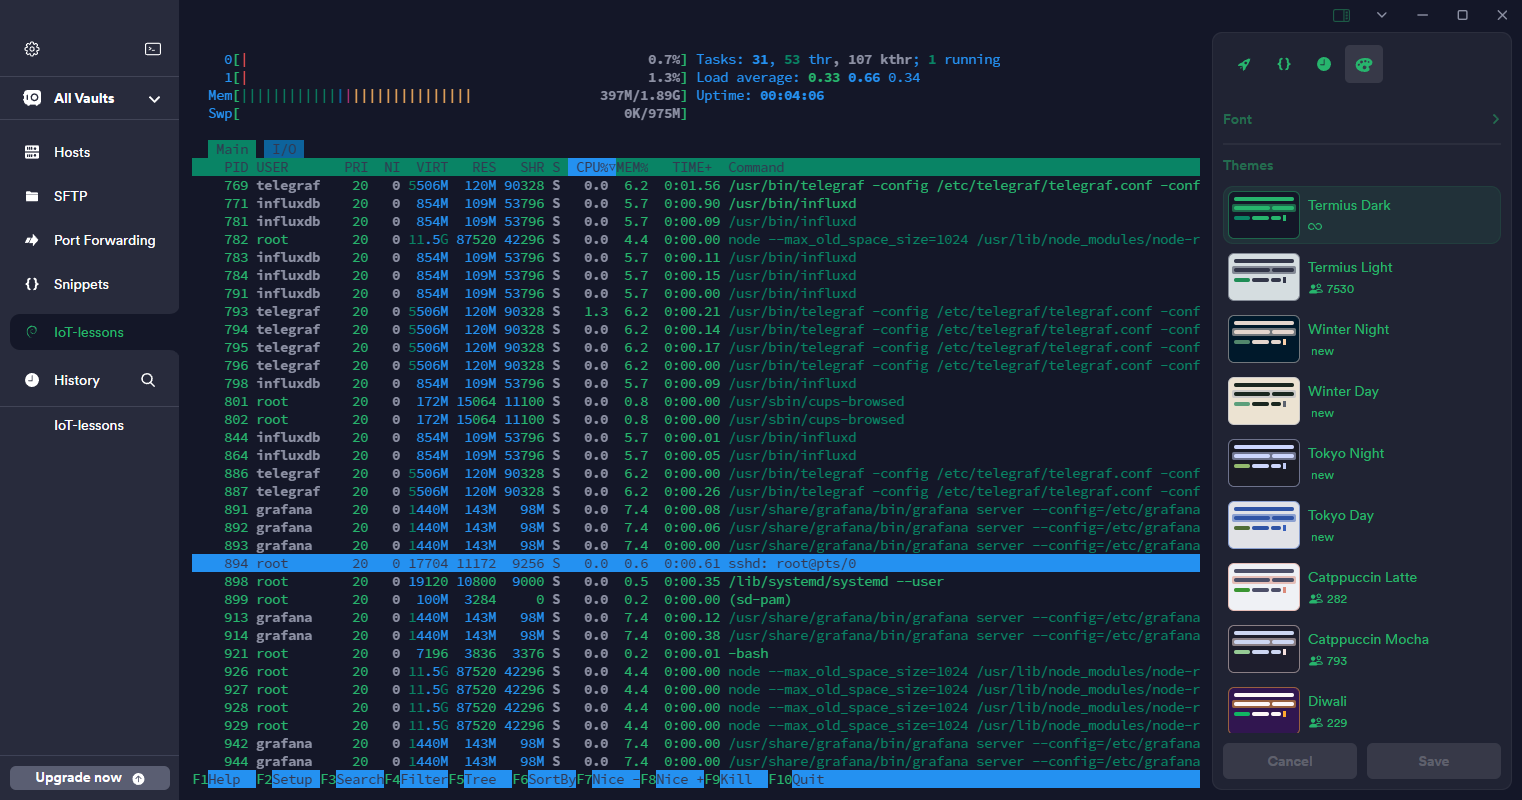 All Vaults
Hosts
SFTP
Port Forwarding
Snippets
IoT-lessons
History
IoT-lessons
Upgrade now
0[| 0.7%] Tasks: 31, 53 thr, 107 kthr; 1 running
1[| 1.3%] Load average: 0.33 0.66 0.34
Mem[||||||||||||||||||||||||||||| 397M/1.89G] Uptime: 00:04:06
Swp[ 0K/975M]
Main I/O
PID USER PRI NI VIRT RES SHR S CPU%▽MEM% TIME+ Command
769 telegraf 20 0 5506M 120M 90328 S 0.0 6.2 0:01.56 /usr/bin/telegraf -config /etc/telegraf/telegraf.conf -conf
771 influxdb 20 0 854M 109M 53796 S 0.0 5.7 0:00.90 /usr/bin/influxd
781 influxdb 20 0 854M 109M 53796 S 0.0 5.7 0:00.09 /usr/bin/influxd
782 root 20 0 11.5G 87520 42296 S 0.0 4.4 0:00.00 node --max_old_space_size=1024 /usr/lib/node_modules/node-r
783 influxdb 20 0 854M 109M 53796 S 0.0 5.7 0:00.11 /usr/bin/influxd
784 influxdb 20 0 854M 109M 53796 S 0.0 5.7 0:00.15 /usr/bin/influxd
791 influxdb 20 0 854M 109M 53796 S 0.0 5.7 0:00.00 /usr/bin/influxd
793 telegraf 20 0 5506M 120M 90328 S 1.3 6.2 0:00.21 /usr/bin/telegraf -config /etc/telegraf/telegraf.conf -conf
794 telegraf 20 0 5506M 120M 90328 S 0.0 6.2 0:00.14 /usr/bin/telegraf -config /etc/telegraf/telegraf.conf -conf
795 telegraf 20 0 5506M 120M 90328 S 0.0 6.2 0:00.17 /usr/bin/telegraf -config /etc/telegraf/telegraf.conf -conf
796 telegraf 20 0 5506M 120M 90328 S 0.0 6.2 0:00.00 /usr/bin/telegraf -config /etc/telegraf/telegraf.conf -conf
798 influxdb 20 0 854M 109M 53796 S 0.0 5.7 0:00.09 /usr/bin/influxd
801 root 20 0 172M 15064 11100 S 0.0 0.8 0:00.00 /usr/sbin/cups-browsed
802 root 20 0 172M 15064 11100 S 0.0 0.8 0:00.00 /usr/sbin/cups-browsed
844 influxdb 20 0 854M 109M 53796 S 0.0 5.7 0:00.01 /usr/bin/influxd
864 influxdb 20 0 854M 109M 53796 S 0.0 5.7 0:00.05 /usr/bin/influxd
886 telegraf 20 0 5506M 120M 90328 S 0.0 6.2 0:00.00 /usr/bin/telegraf -config /etc/telegraf/telegraf.conf -conf
887 telegraf 20 0 5506M 120M 90328 S 0.0 6.2 0:00.26 /usr/bin/telegraf -config /etc/telegraf/telegraf.conf -conf
891 grafana 20 0 1440M 143M 98M S 0.0 7.4 0:00.08 /usr/share/grafana/bin/grafana server --config=/etc/grafana
892 grafana 20 0 1440M 143M 98M S 0.0 7.4 0:00.06 /usr/share/grafana/bin/grafana server --config=/etc/grafana
893 grafana 20 0 1440M 143M 98M S 0.0 7.4 0:00.00 /usr/share/grafana/bin/grafana server --config=/etc/grafana
894 root 20 0 17704 11172 9256 S 0.0 0.6 0:00.61 sshd: root@pts/0
898 root 20 0 19120 10800 9000 S 0.0 0.5 0:00.35 /lib/systemd/systemd --user
899 root 20 0 100M 3284 0 S 0.0 0.2 0:00.00 (sd-pam)
913 grafana 20 0 1440M 143M 98M S 0.0 7.4 0:00.12 /usr/share/grafana/bin/grafana server --config=/etc/grafana
914 grafana 20 0 1440M 143M 98M S 0.0 7.4 0:00.38 /usr/share/grafana/bin/grafana server --config=/etc/grafana
921 root 20 0 7196 3836 3376 S 0.0 0.2 0:00.01 -bash
926 root 20 0 11.5G 87520 42296 S 0.0 4.4 0:00.00 node --max_old_space_size=1024 /usr/lib/node_modules/node-r
927 root 20 0 11.5G 87520 42296 S 0.0 4.4 0:00.00 node --max_old_space_size=1024 /usr/lib/node_modules/node-r
928 root 20 0 11.5G 87520 42296 S 0.0 4.4 0:00.00 node --max_old_space_size=1024 /usr/lib/node_modules/node-r
929 root 20 0 11.5G 87520 42296 S 0.0 4.4 0:00.00 node --max_old_space_size=1024 /usr/lib/node_modules/node-r
942 grafana 20 0 1440M 143M 98M S 0.0 7.4 0:00.00 /usr/share/grafana/bin/grafana server --config=/etc/grafana
944 grafana 20 0 1440M 143M 98M S 0.0 7.4 0:00.00 /usr/share/grafana/bin/grafana server --config=/etc/grafana
F1Help F2Setup F3SearchF4FilterF5Tree F6SortByF7Nice -F8Nice +F9Kill F10Quit
Font
Themes
Termius Dark
∞
Termius Light
7530
Winter Night
new
Winter Day
new
Tokyo Night
new
Tokyo Day
new
Catppuccin Latte
282
Catppuccin Mocha
793
Diwali
229
Cancel Save